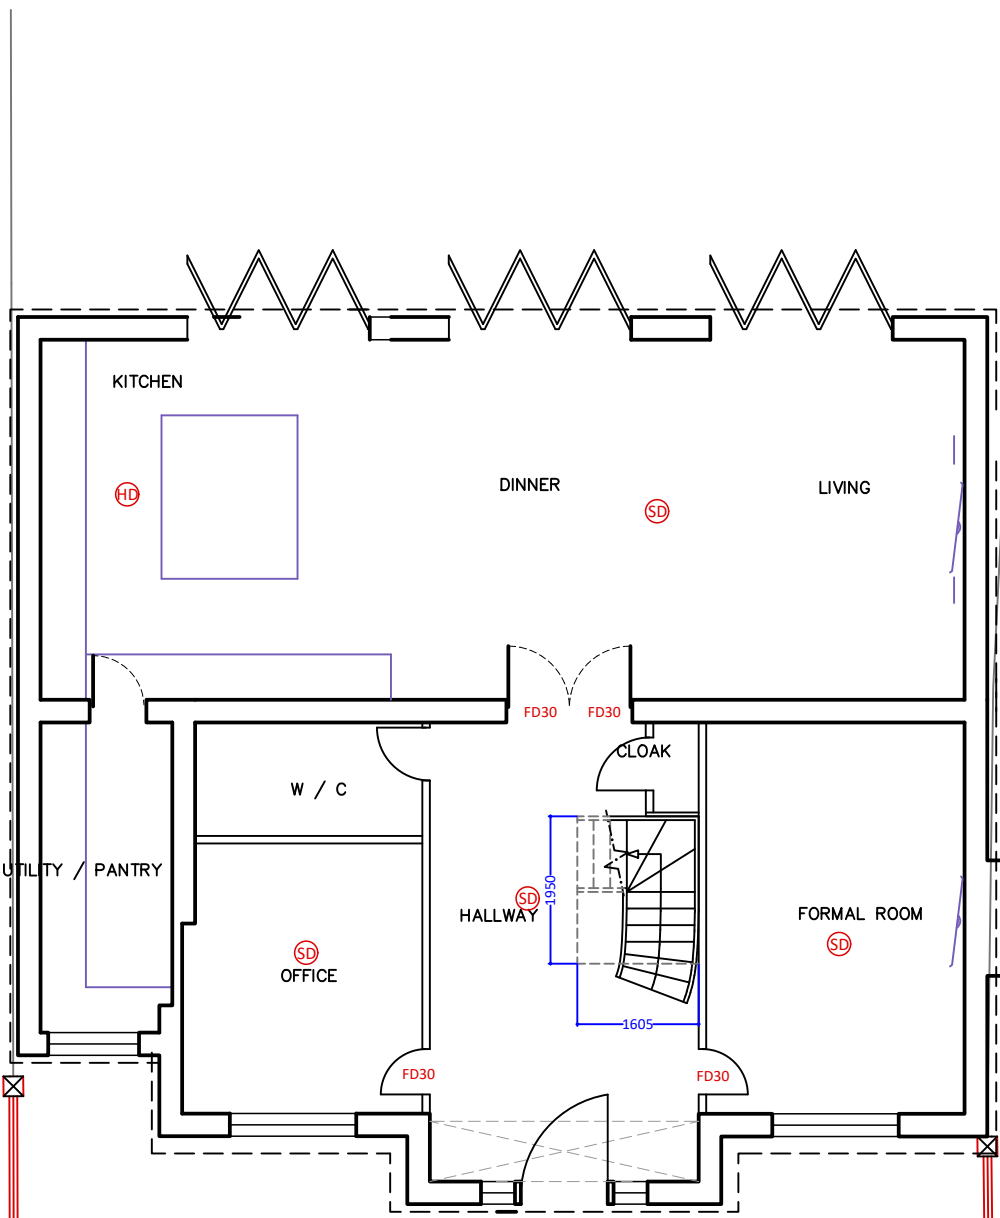 KITCHEN
HD
DINNER
LIVING
SD
FD30
FD30
CLOAK
W / C
UTILITY / PANTRY
1950
SD
HALLWAY
FORMAL ROOM
SD
SD
OFFICE
1605
FD30
FD30